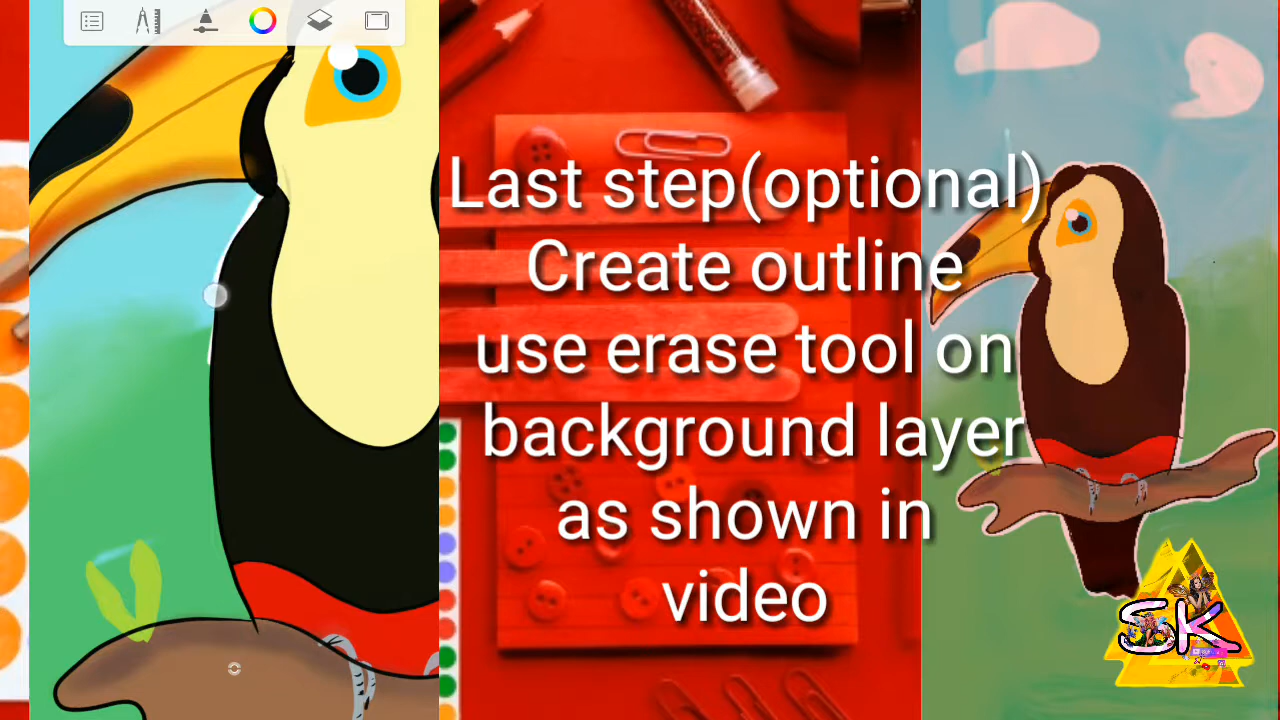 Last step(optional)
Create outline
use erase tool on
background layer
as shown in
video
SK